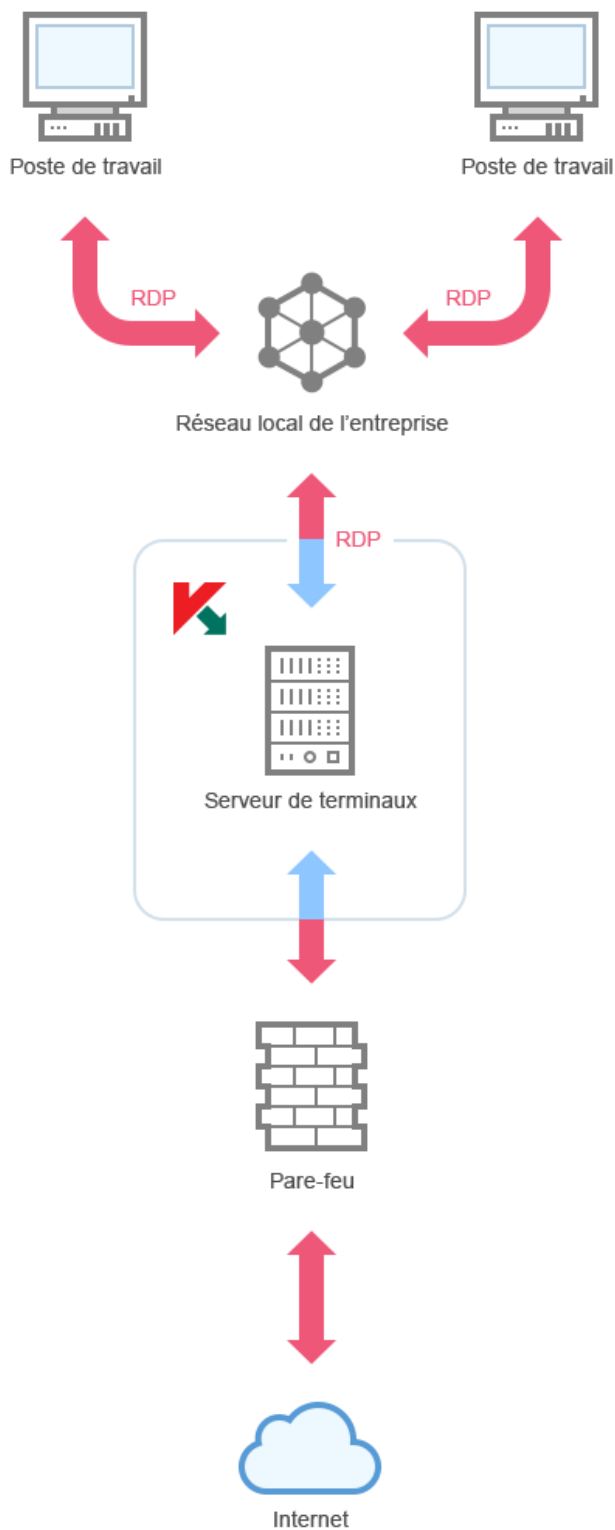 Poste de travail
Poste de travail
RDP
RDP
Réseau local de l'entreprise
RDP
Serveur de terminaux
Pare-feu
Internet